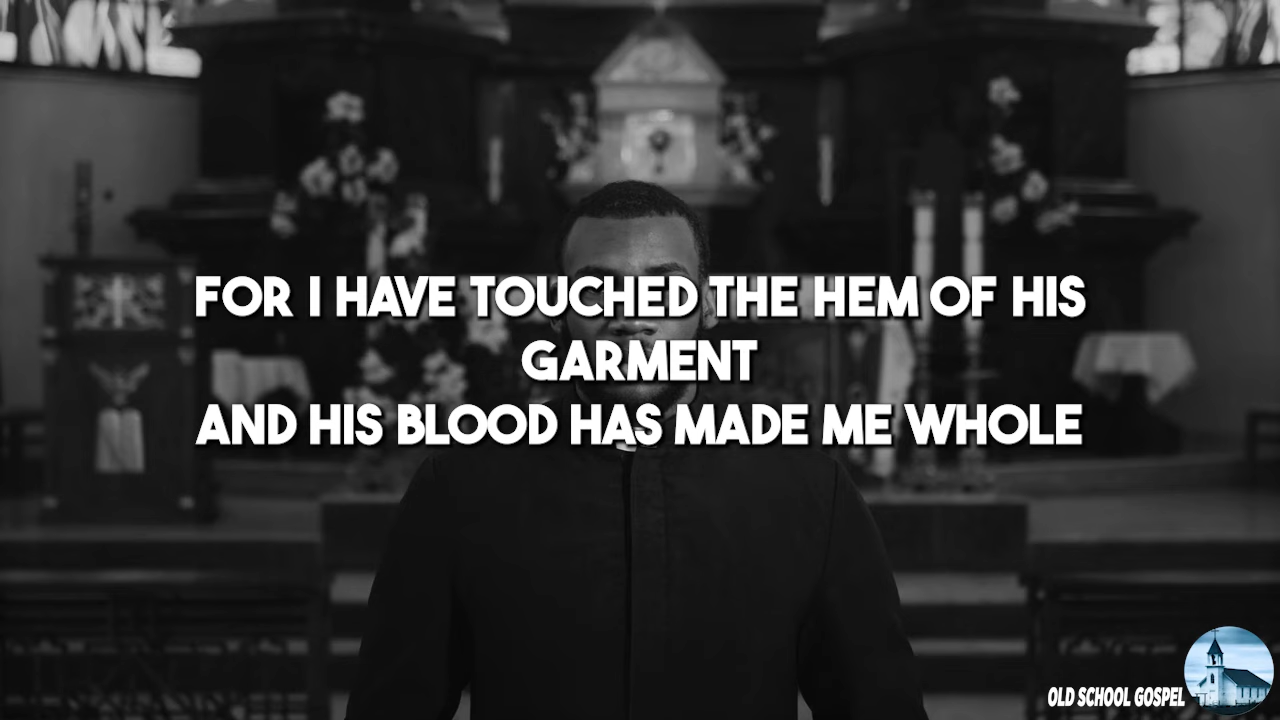 FOR I HAVE TOUCHED THE HEM OF HIS
GARMENT
AND HIS BLOOD HAS MADE ME WHOLE
OLD SCHOOL GOSPEL